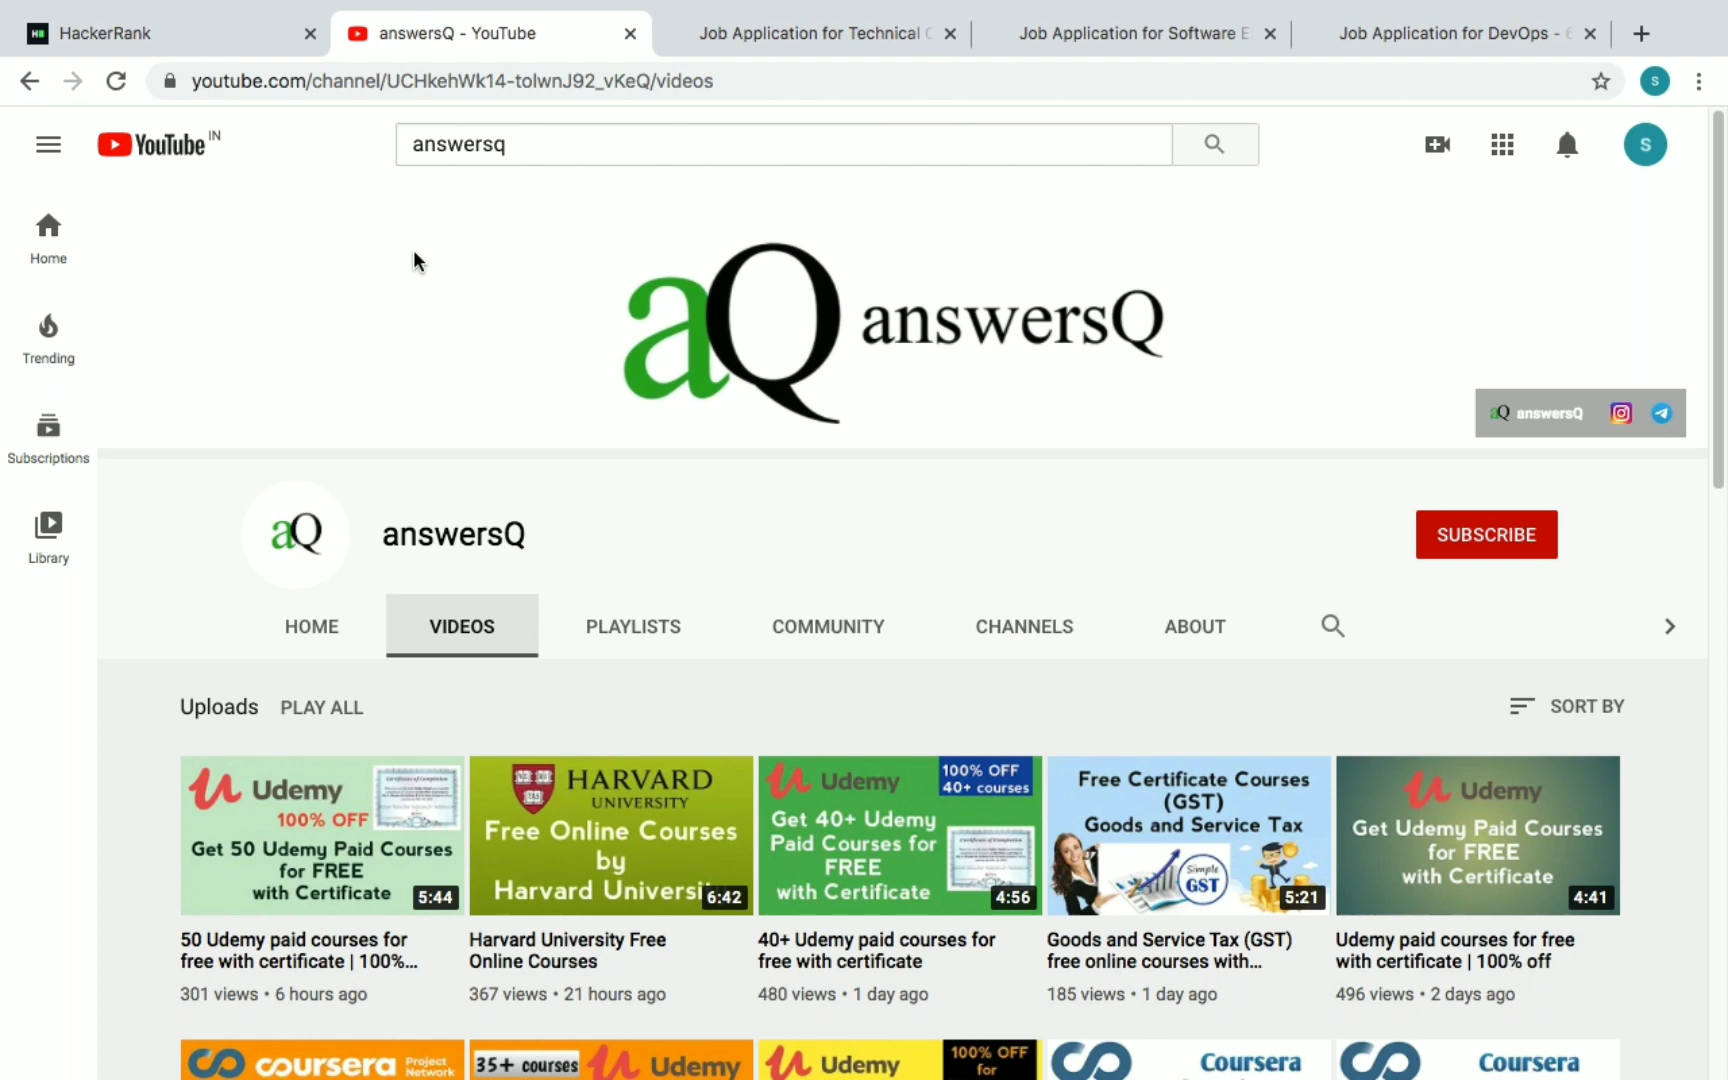 HackerRank
answersQ - YouTube
Job Application for Technical
Job Application for Software E
Job Application for DevOps -
youtube.com/channel/UCHkehWk14-tolwnJ92_vKeQ/videos
S
YouTube IN
answersq
S
Home
Trending
Subscriptions
Library
aQ answersQ
aQ answersQ
aQ
answersQ
SUBSCRIBE
HOME
VIDEOS
PLAYLISTS
COMMUNITY
CHANNELS
ABOUT
Uploads
PLAY ALL
SORT BY
Udemy
100% OFF
Certificate of Completion
Get 50 Udemy Paid Courses
for FREE
with Certificate
5:44
HARVARD
UNIVERSITY
Free Online Courses
by
Harvard Universi
6:42
Udemy
100% OFF
40+ courses
Get 40+ Udemy
Paid Courses for
FREE
with Certificate
4:56
Free Certificate Courses
(GST)
Goods and Service Tax
Simple
GST
5:21
Udemy
Get Udemy Paid Courses
for FREE
with Certificate
4:41
50 Udemy paid courses for
free with certificate | 100%...
301 views • 6 hours ago
Harvard University Free
Online Courses
367 views • 21 hours ago
40+ Udemy paid courses for
free with certificate
480 views • 1 day ago
Goods and Service Tax (GST)
free online courses with...
185 views • 1 day ago
Udemy paid courses for free
with certificate | 100% off
496 views • 2 days ago
coursera Project
Network
35+ courses Udemy
Udemy
100% OFF
for
Coursera
Coursera